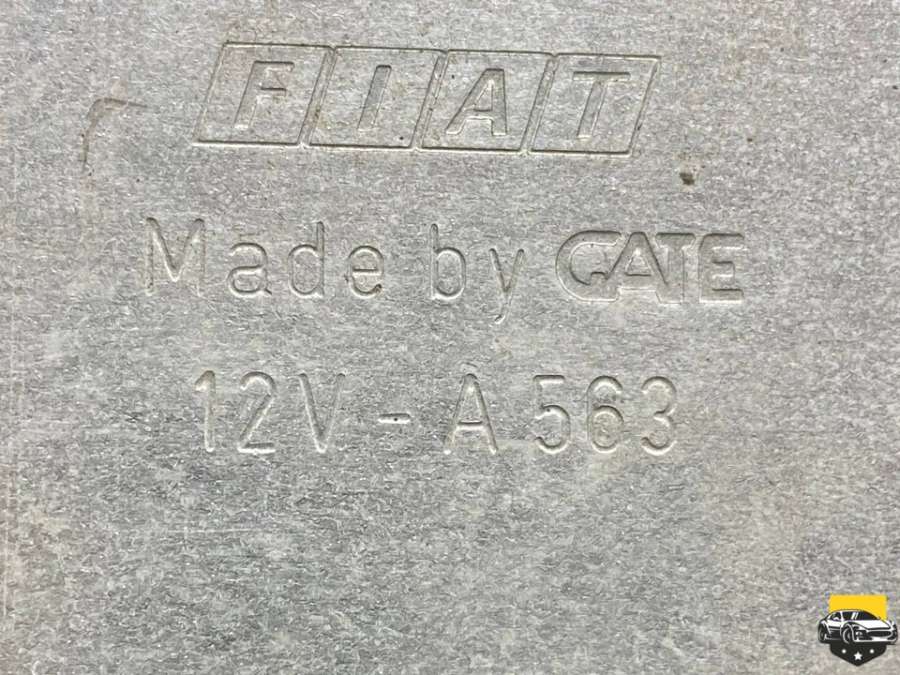 FIAT
Made by GATE
12V - A.563